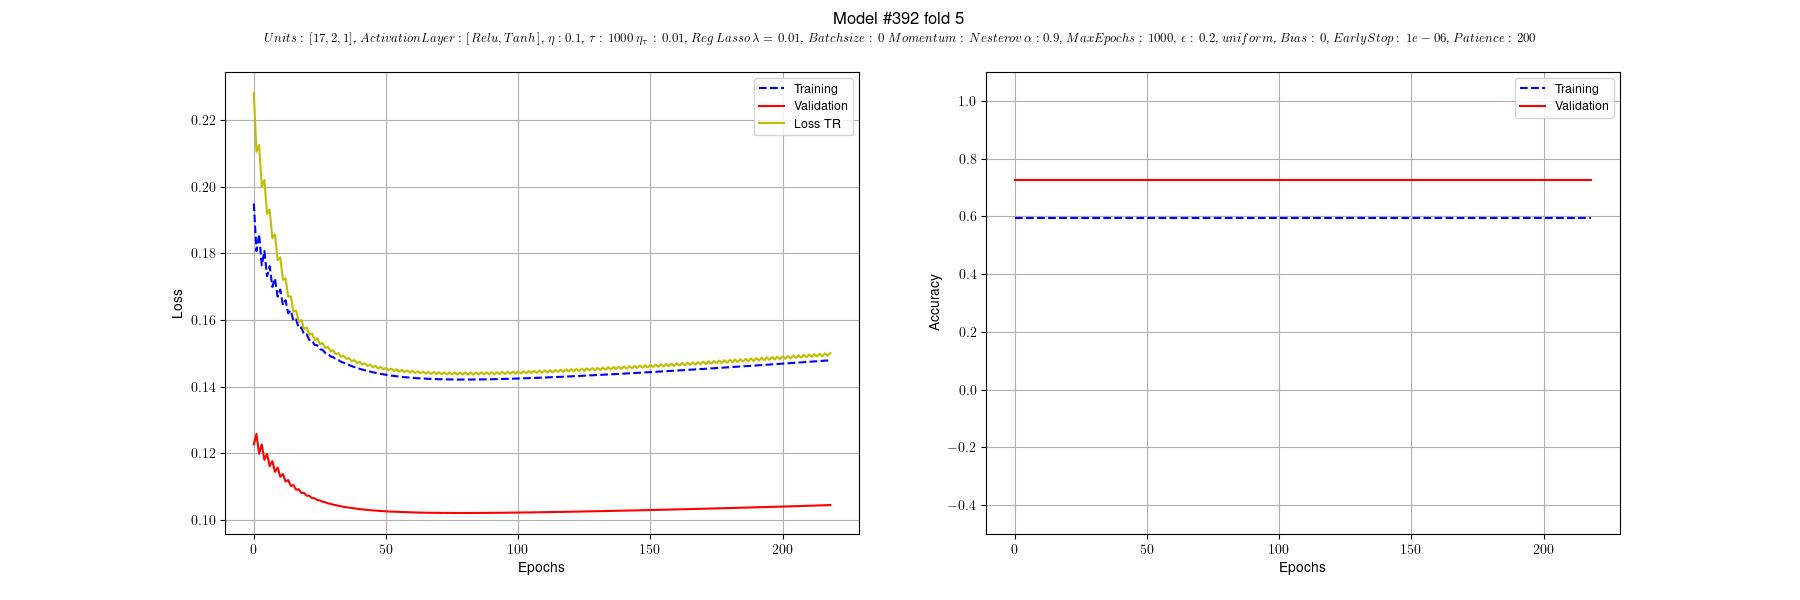 Model #392 fold 5
Units : [17, 2, 1], ActivationLayer : [Relu, Tanh], η : 0.1, τ : 1000 ητ : 0.01, Reg Lasso λ = 0.01, Batchsize : 0 Momentum : Nesterov α : 0.9, MaxEpochs : 1000, ϵ : 0.2, uniform, Bias : 0, EarlyStop : 1e − 06, Patience : 200
Training
Validation
Loss TR
0.22
0.20
0.18
0.16
0.14
0.12
0.10
Loss
0
50
100
150
200
Epochs
Training
Validation
1.0
0.8
0.6
0.4
0.2
0.0
−0.2
−0.4
Accuracy
0
50
100
150
200
Epochs